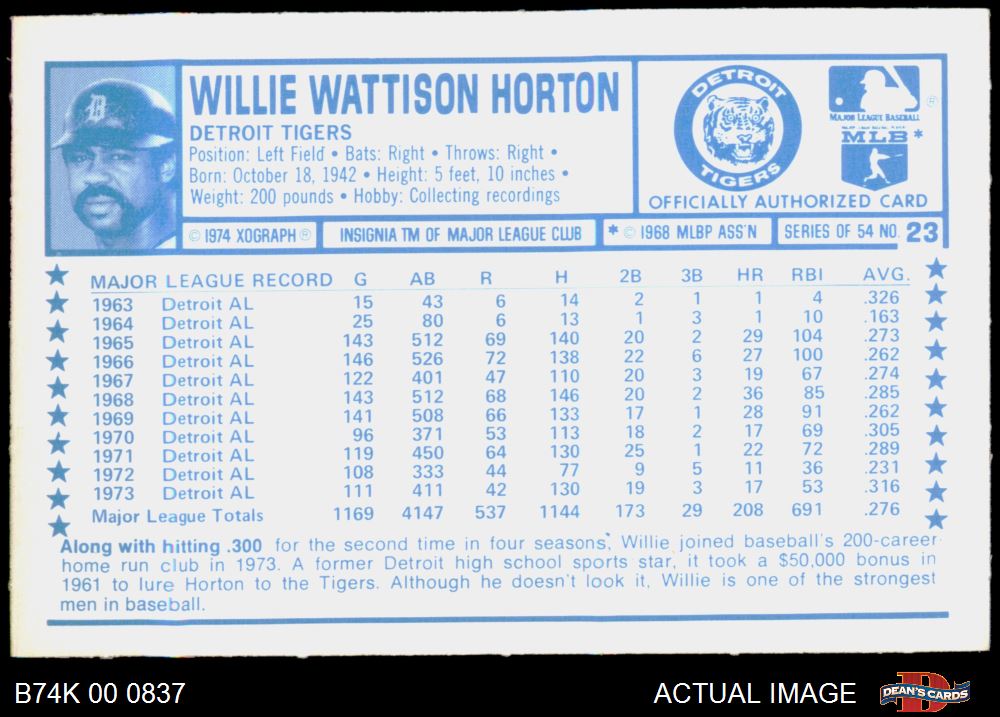 WILLIE WATTISON HORTON
DETROIT TIGERS
Position: Left Field • Bats: Right • Throws: Right •
Born: October 18, 1942 • Height: 5 feet, 10 inches •
Weight: 200 pounds • Hobby: Collecting recordings
DETROIT
TIGERS
MAJOR LEAGUE BASEBALL
®
MLB *
OFFICIALLY AUTHORIZED CARD
© 1974 XOGRAPH ®
INSIGNIA TM OF MAJOR LEAGUE CLUB
* © 1968 MLBP ASS'N
SERIES OF 54 NO. 23
MAJOR LEAGUE RECORD G AB R H 2B 3B HR RBI AVG.
1963 Detroit AL 15 43 6 14 2 1 1 4 .326
1964 Detroit AL 25 80 6 13 1 3 1 10 .163
1965 Detroit AL 143 512 69 140 20 2 29 104 .273
1966 Detroit AL 146 526 72 138 22 6 27 100 .262
1967 Detroit AL 122 401 47 110 20 3 19 67 .274
1968 Detroit AL 143 512 68 146 20 2 36 85 .285
1969 Detroit AL 141 508 66 133 17 1 28 91 .262
1970 Detroit AL 96 371 53 113 18 2 17 69 .305
1971 Detroit AL 119 450 64 130 25 1 22 72 .289
1972 Detroit AL 108 333 44 77 9 5 11 36 .231
1973 Detroit AL 111 411 42 130 19 3 17 53 .316
Major League Totals 1169 4147 537 1144 173 29 208 691 .276
Along with hitting .300 for the second time in four seasons, Willie joined baseball's 200-career
home run club in 1973. A former Detroit high school sports star, it took a $50,000 bonus in
1961 to lure Horton to the Tigers. Although he doesn't look it, Willie is one of the strongest
men in baseball.
B74K 00 0837
ACTUAL IMAGE
DEAN'S CARDS